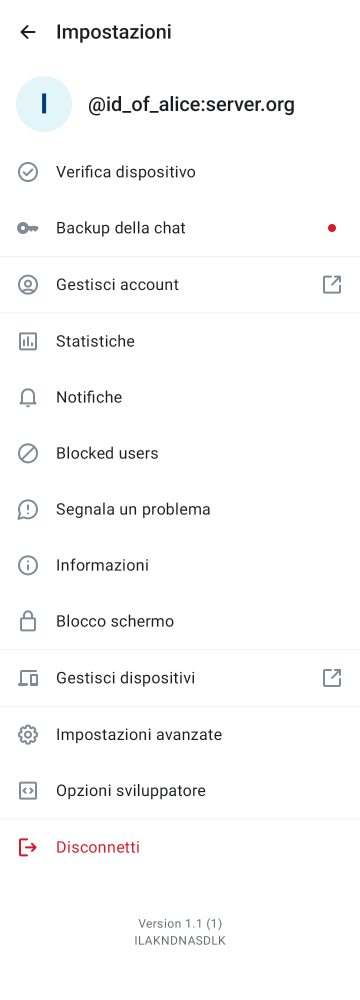 Impostazioni
I
@id_of_alice:server.org
Verifica dispositivo
Backup della chat
Gestisci account
Statistiche
Notifiche
Blocked users
Segnala un problema
Informazioni
Blocco schermo
Gestisci dispositivi
Impostazioni avanzate
Opzioni sviluppatore
Disconnetti
Version 1.1 (1)
ILAKNDNASDLK